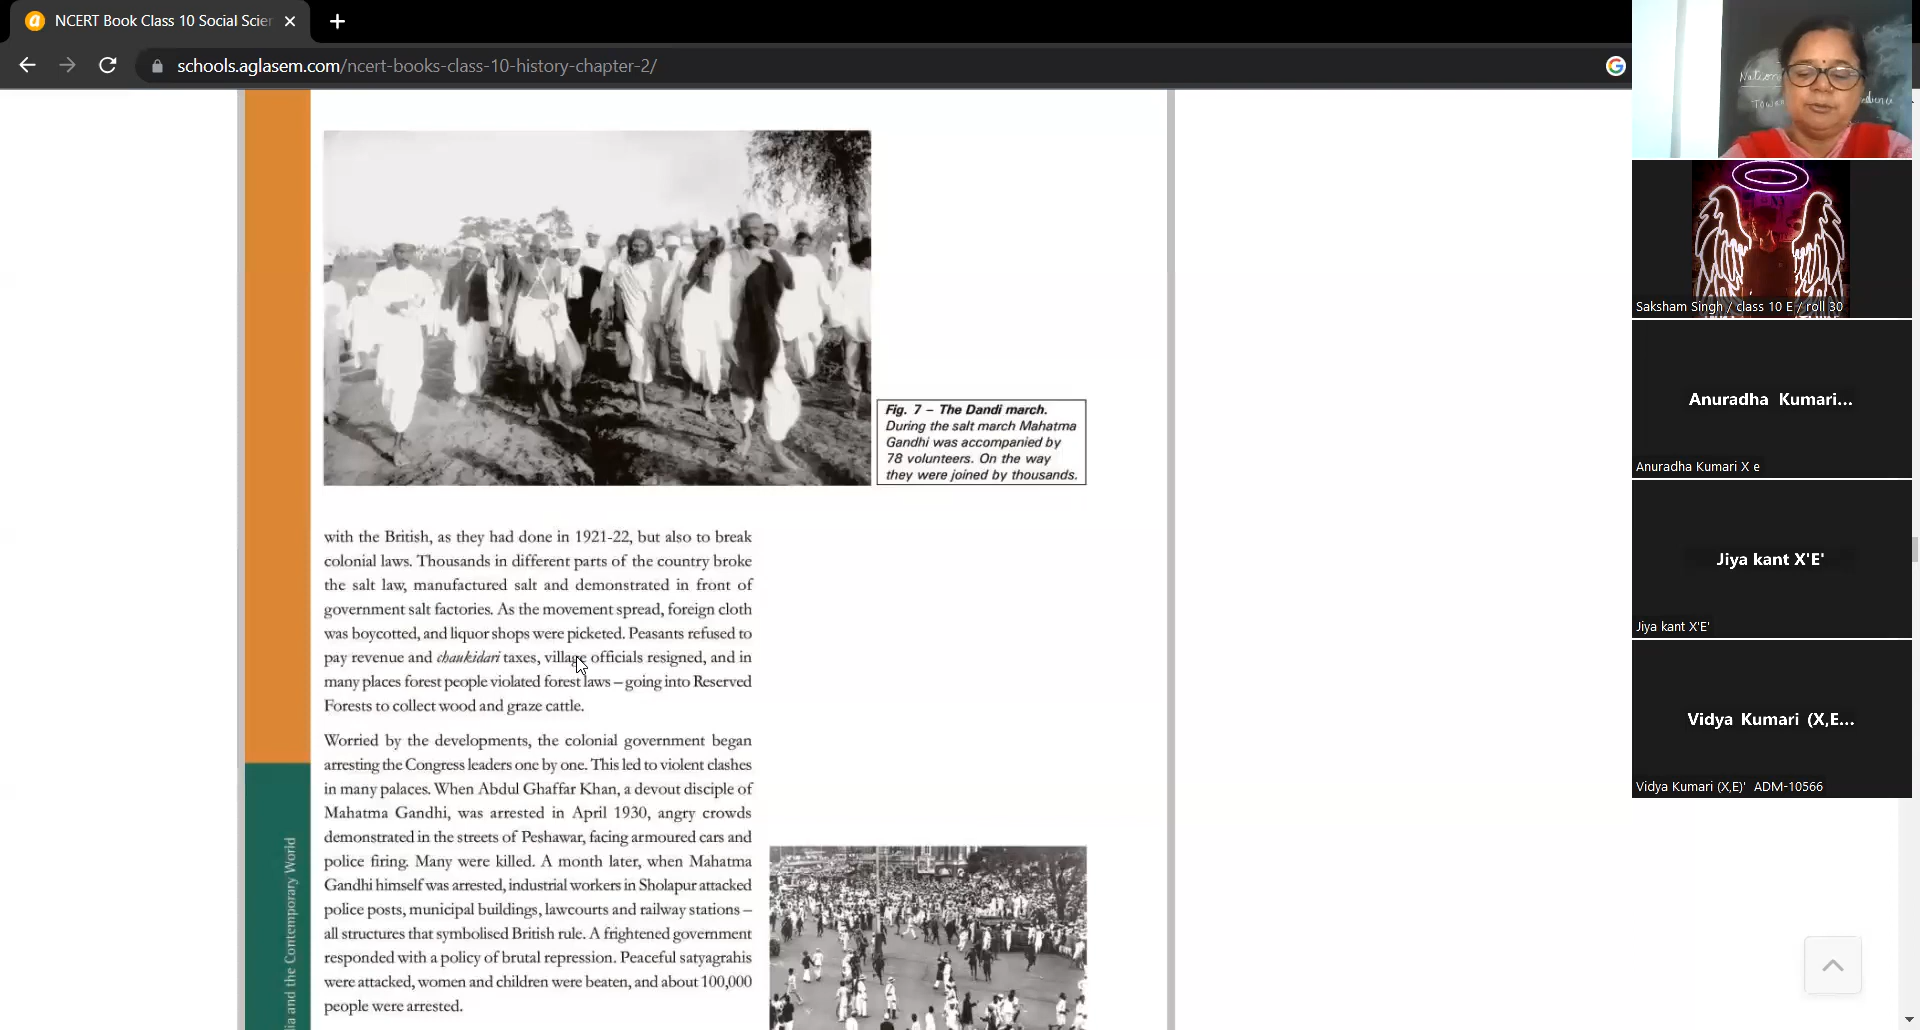 NCERT Book Class 10 Social Scien
schools.aglasem.com/ncert-books-class-10-history-chapter-2/
Fig. 7 – The Dandi march.
During the salt march Mahatma
Gandhi was accompanied by
78 volunteers. On the way
they were joined by thousands.
with the British, as they had done in 1921-22, but also to break
colonial laws. Thousands in different parts of the country broke
the salt law, manufactured salt and demonstrated in front of
government salt factories. As the movement spread, foreign cloth
was boycotted, and liquor shops were picketed. Peasants refused to
pay revenue and chaukidari taxes, village officials resigned, and in
many places forest people violated forest laws – going into Reserved
Forests to collect wood and graze cattle.
Worried by the developments, the colonial government began
arresting the Congress leaders one by one. This led to violent clashes
in many palaces. When Abdul Ghaffar Khan, a devout disciple of
Mahatma Gandhi, was arrested in April 1930, angry crowds
demonstrated in the streets of Peshawar, facing armoured cars and
police firing. Many were killed. A month later, when Mahatma
Gandhi himself was arrested, industrial workers in Sholapur attacked
police posts, municipal buildings, lawcourts and railway stations –
all structures that symbolised British rule. A frightened government
responded with a policy of brutal repression. Peaceful satyagrahis
were attacked, women and children were beaten, and about 100,000
people were arrested.
ia and the Contemporary World
Nation
Towar
Saksham Singh / class 10 E / roll 30
Anuradha Kumari...
Anuradha Kumari X e
Jiya kant X'E'
Jiya kant X'E'
Vidya Kumari (X,E...
Vidya Kumari (X,E)' ADM-10566